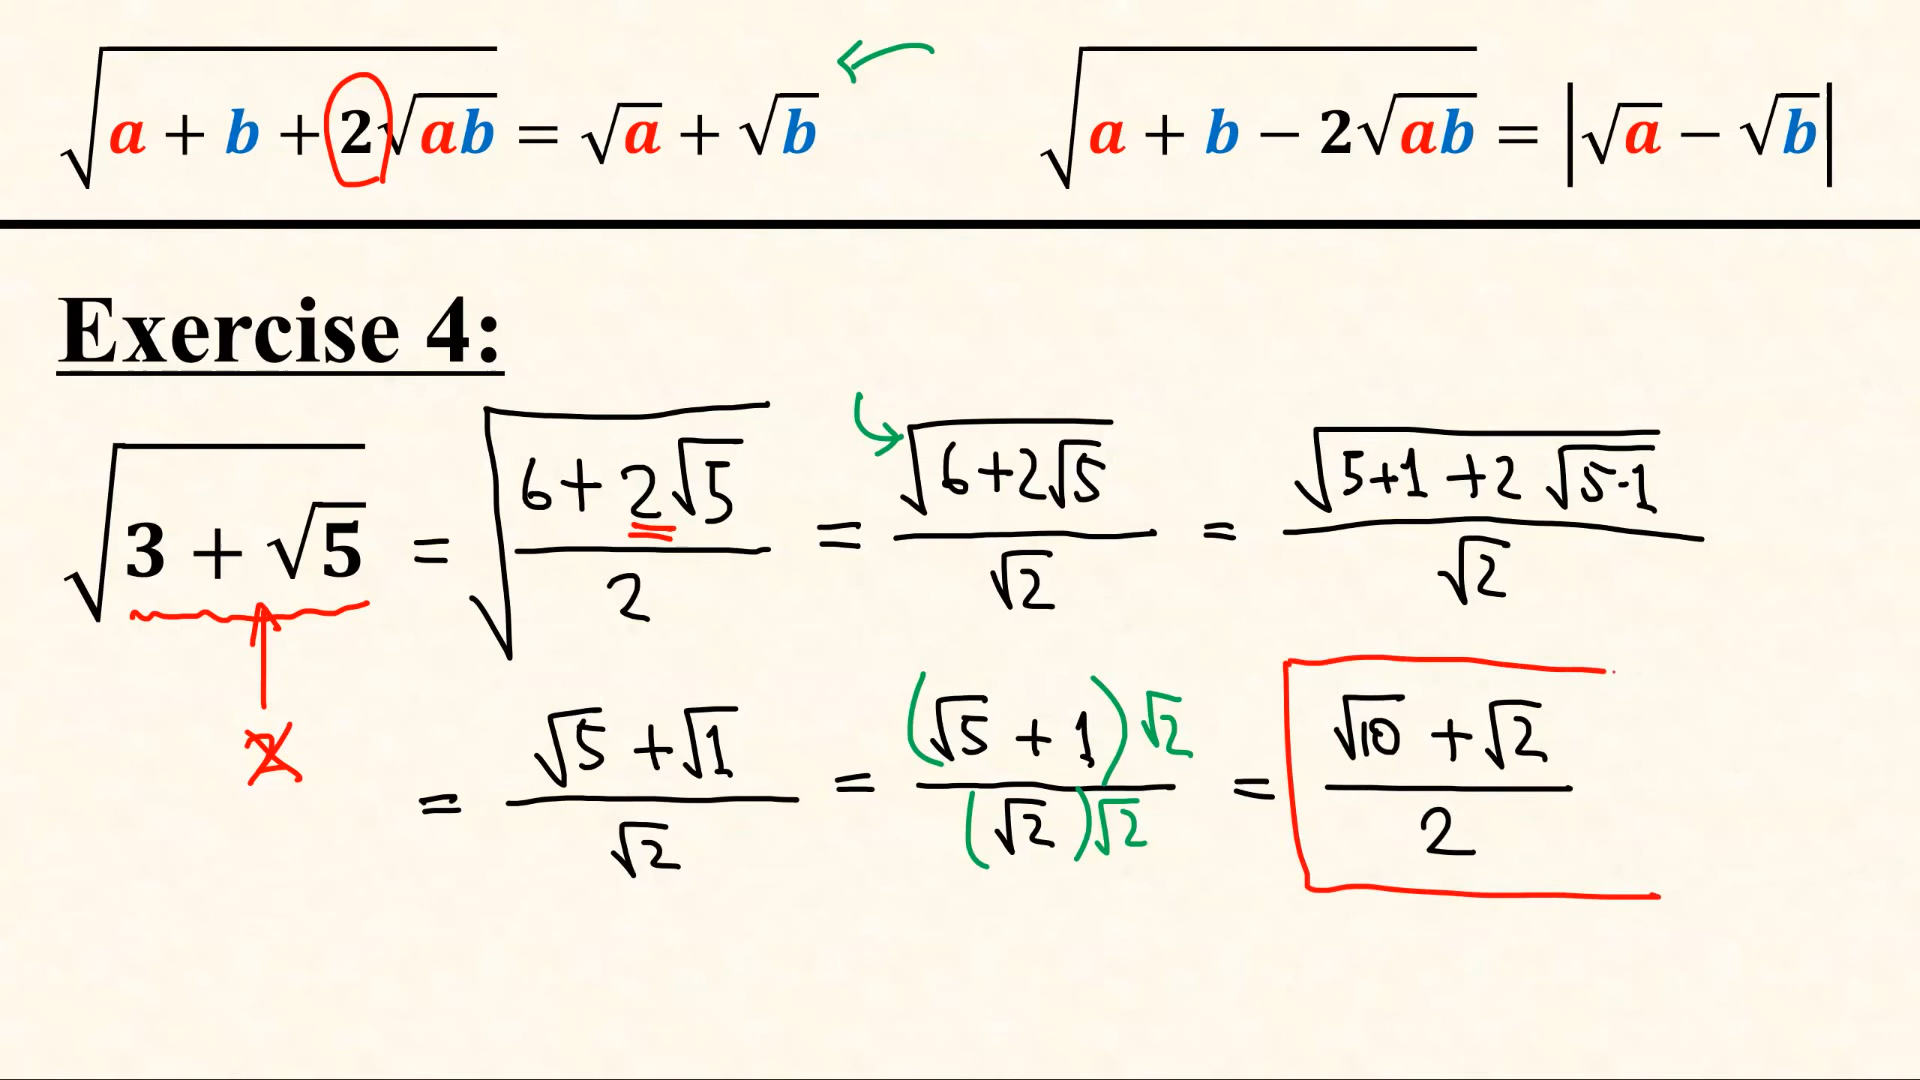 √(a + b + 2√(ab)) = √a + √b
√(a + b − 2√(ab)) = |√a − √b|
Exercise 4:
√(3 + √5) = √((6 + 2√5)/2) = √(6+2√5)/√2 = √(5+1 +2 √(5·1))/√2
2
= (√5 + √1)/√2 = (√5 + 1)√2/(√2)√2 = (√10 + √2)/2